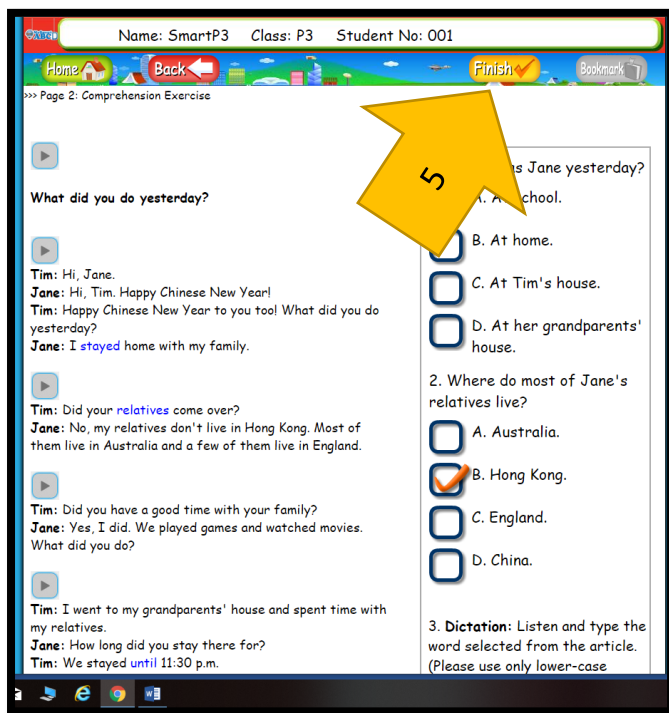 Name: SmartP3 Class: P3 Student No: 001
Home Back Finish Bookmark
>>> Page 2: Comprehension Exercise
What did you do yesterday?
Tim: Hi, Jane.
Jane: Hi, Tim. Happy Chinese New Year!
Tim: Happy Chinese New Year to you too! What did you do
yesterday?
Jane: I stayed home with my family.
Tim: Did your relatives come over?
Jane: No, my relatives don't live in Hong Kong. Most of
them live in Australia and a few of them live in England.
Tim: Did you have a good time with your family?
Jane: Yes, I did. We played games and watched movies.
What did you do?
Tim: I went to my grandparents' house and spent time with
my relatives.
Jane: How long did you stay there for?
Tim: We stayed until 11:30 p.m.
5
Jane yesterday?
B. At home.
C. At Tim's house.
D. At her grandparents'
house.
2. Where do most of Jane's
relatives live?
A. Australia.
B. Hong Kong.
C. England.
D. China.
3. Dictation: Listen and type the
word selected from the article.
(Please use only lower-case